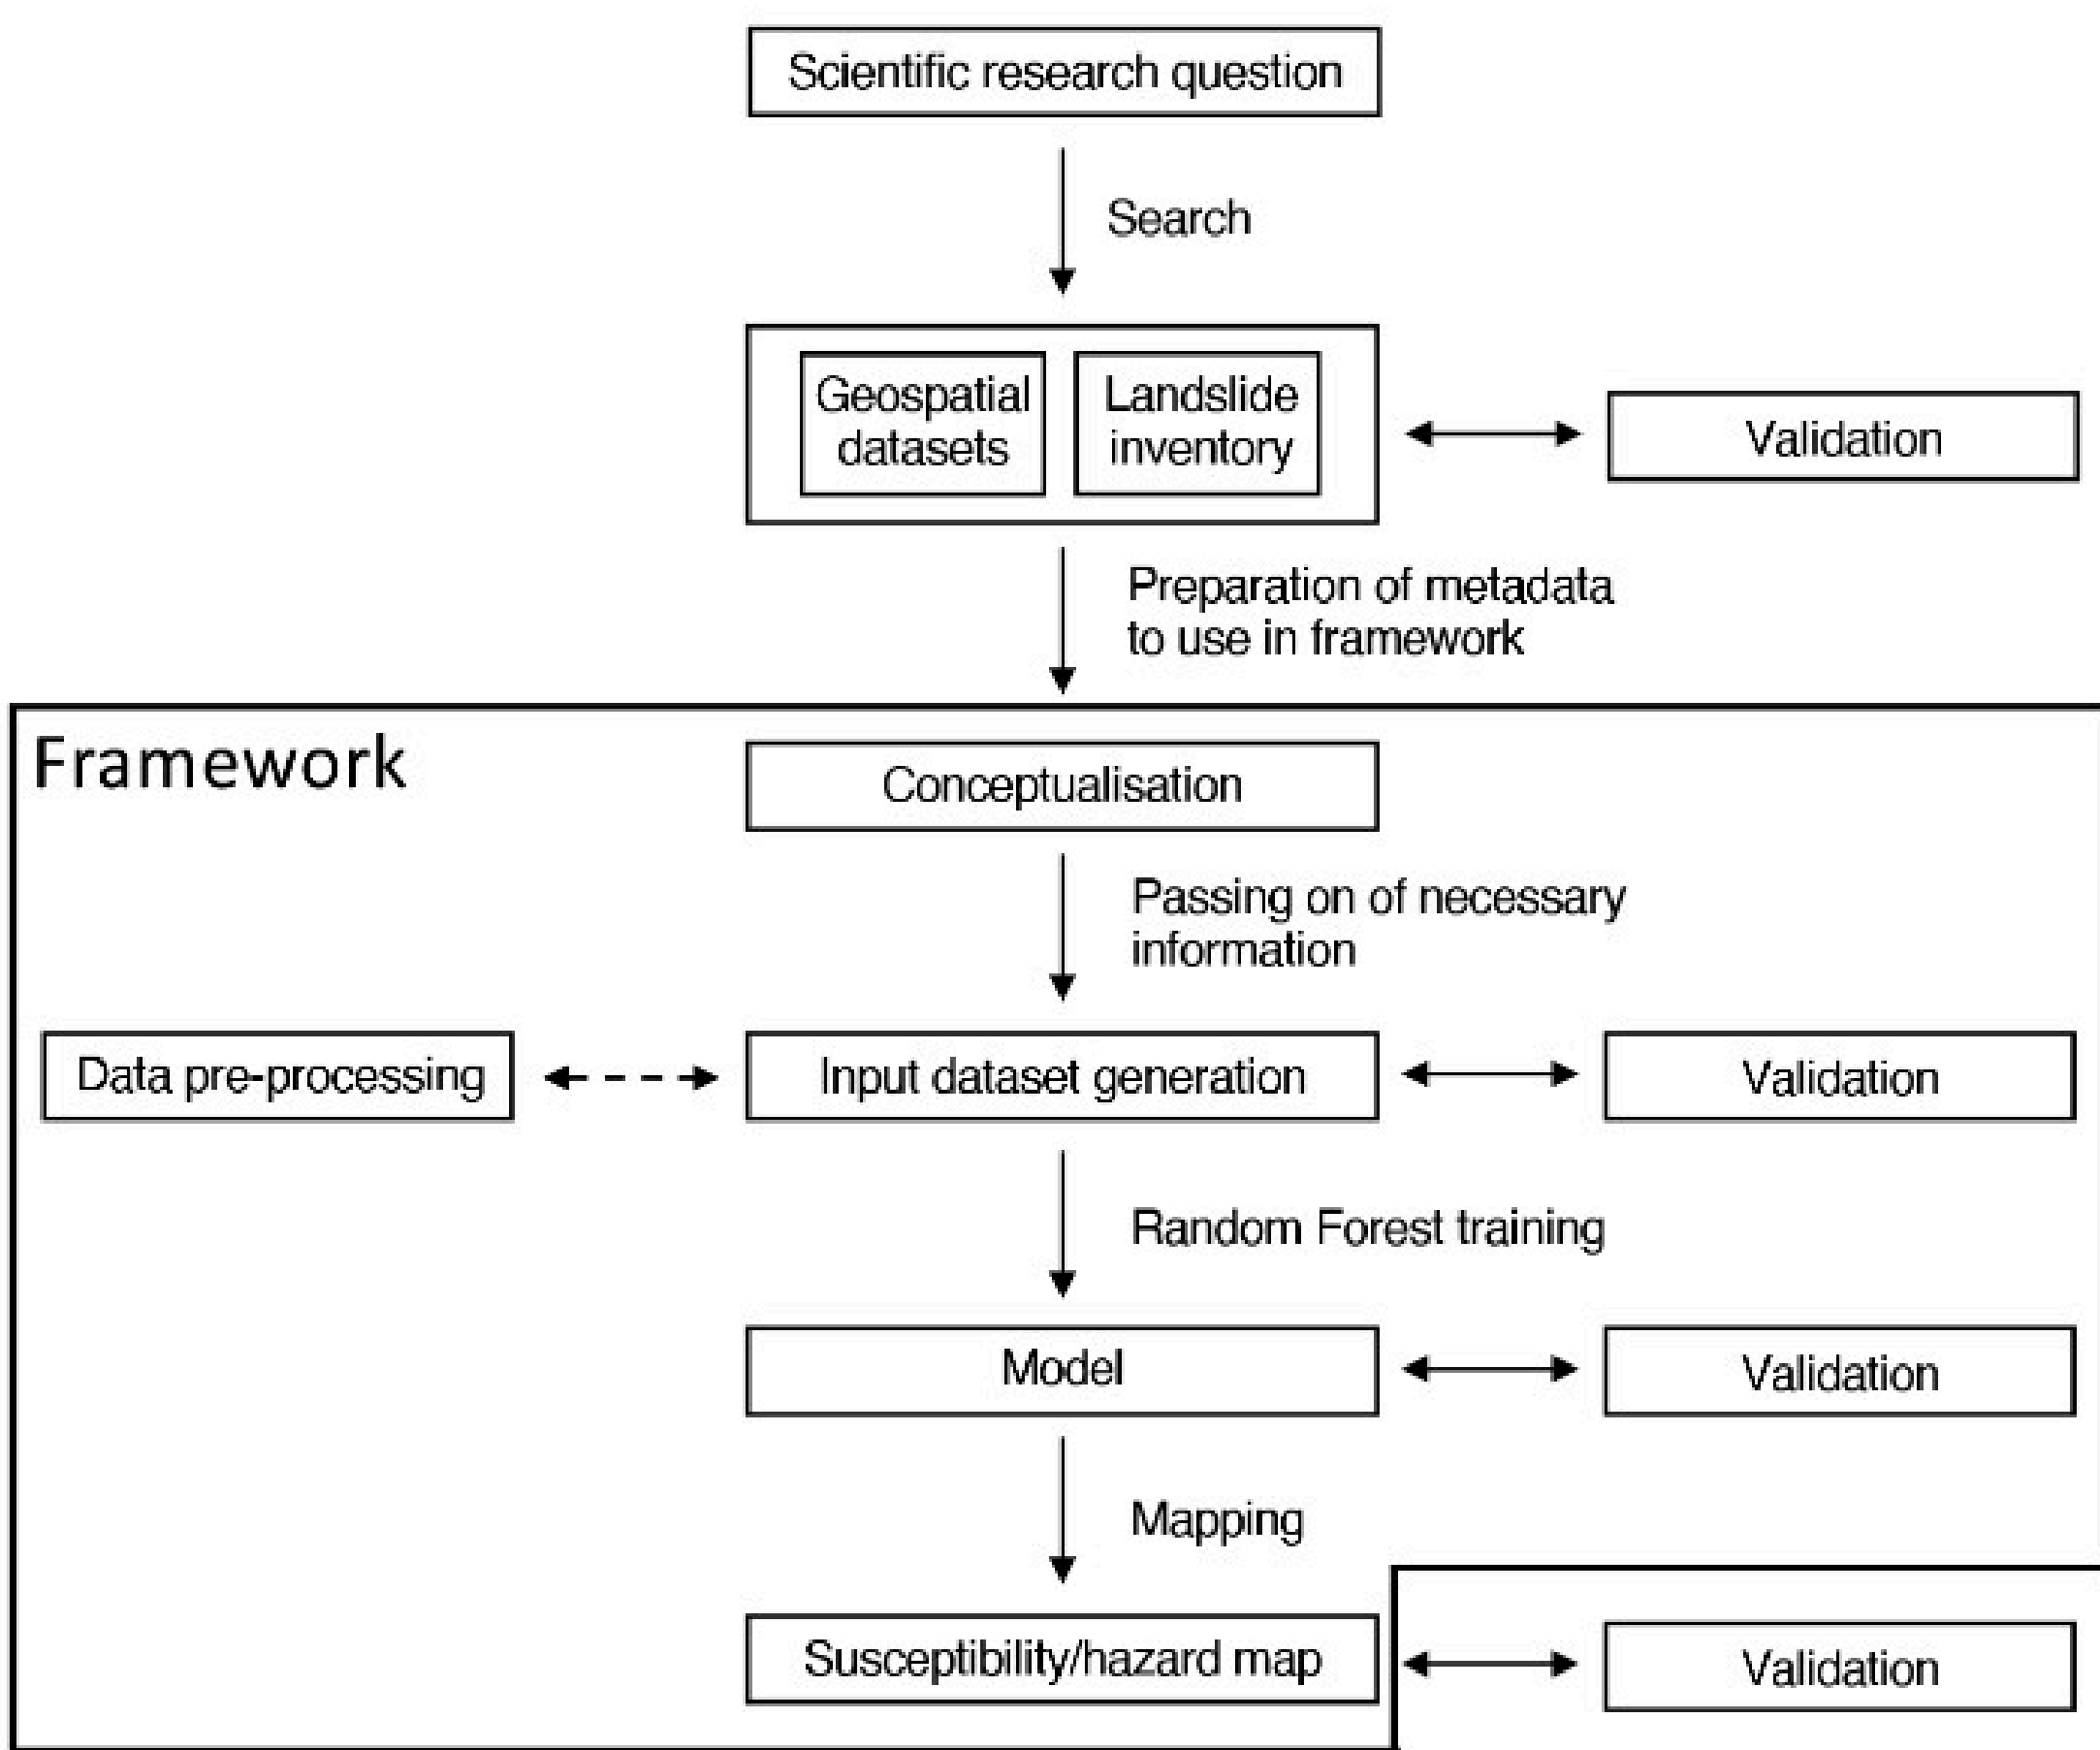 Scientific research question
Search
Geospatial
datasets
Landslide
inventory
Validation
Preparation of metadata
to use in framework
Framework
Conceptualisation
Passing on of necessary
information
Data pre-processing
Input dataset generation
Validation
Random Forest training
Model
Validation
Mapping
Susceptibility/hazard map
Validation